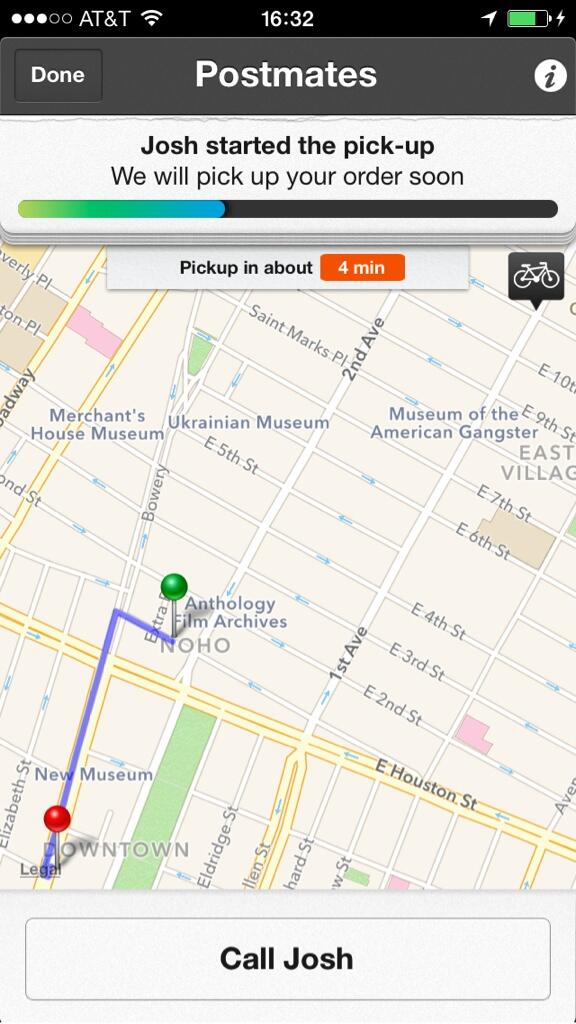 AT&T
16:32
Done
Postmates
i
Josh started the pick-up
We will pick up your order soon
Pickup in about
4 min
Saint Marks Pl
2nd Ave
E 10th
E 9th St
Merchant's
House Museum
Ukrainian Museum
Museum of the
American Gangster
E 5th St
EAST
Bowery
E 7th St
E 6th St
Anthology
Film Archives
NOHO
E 4th St
1st Ave
E 3rd St
E 2nd St
E Houston St
New Museum
Elizabeth St
DOWNTOWN
Eldridge St
Legal
Call Josh